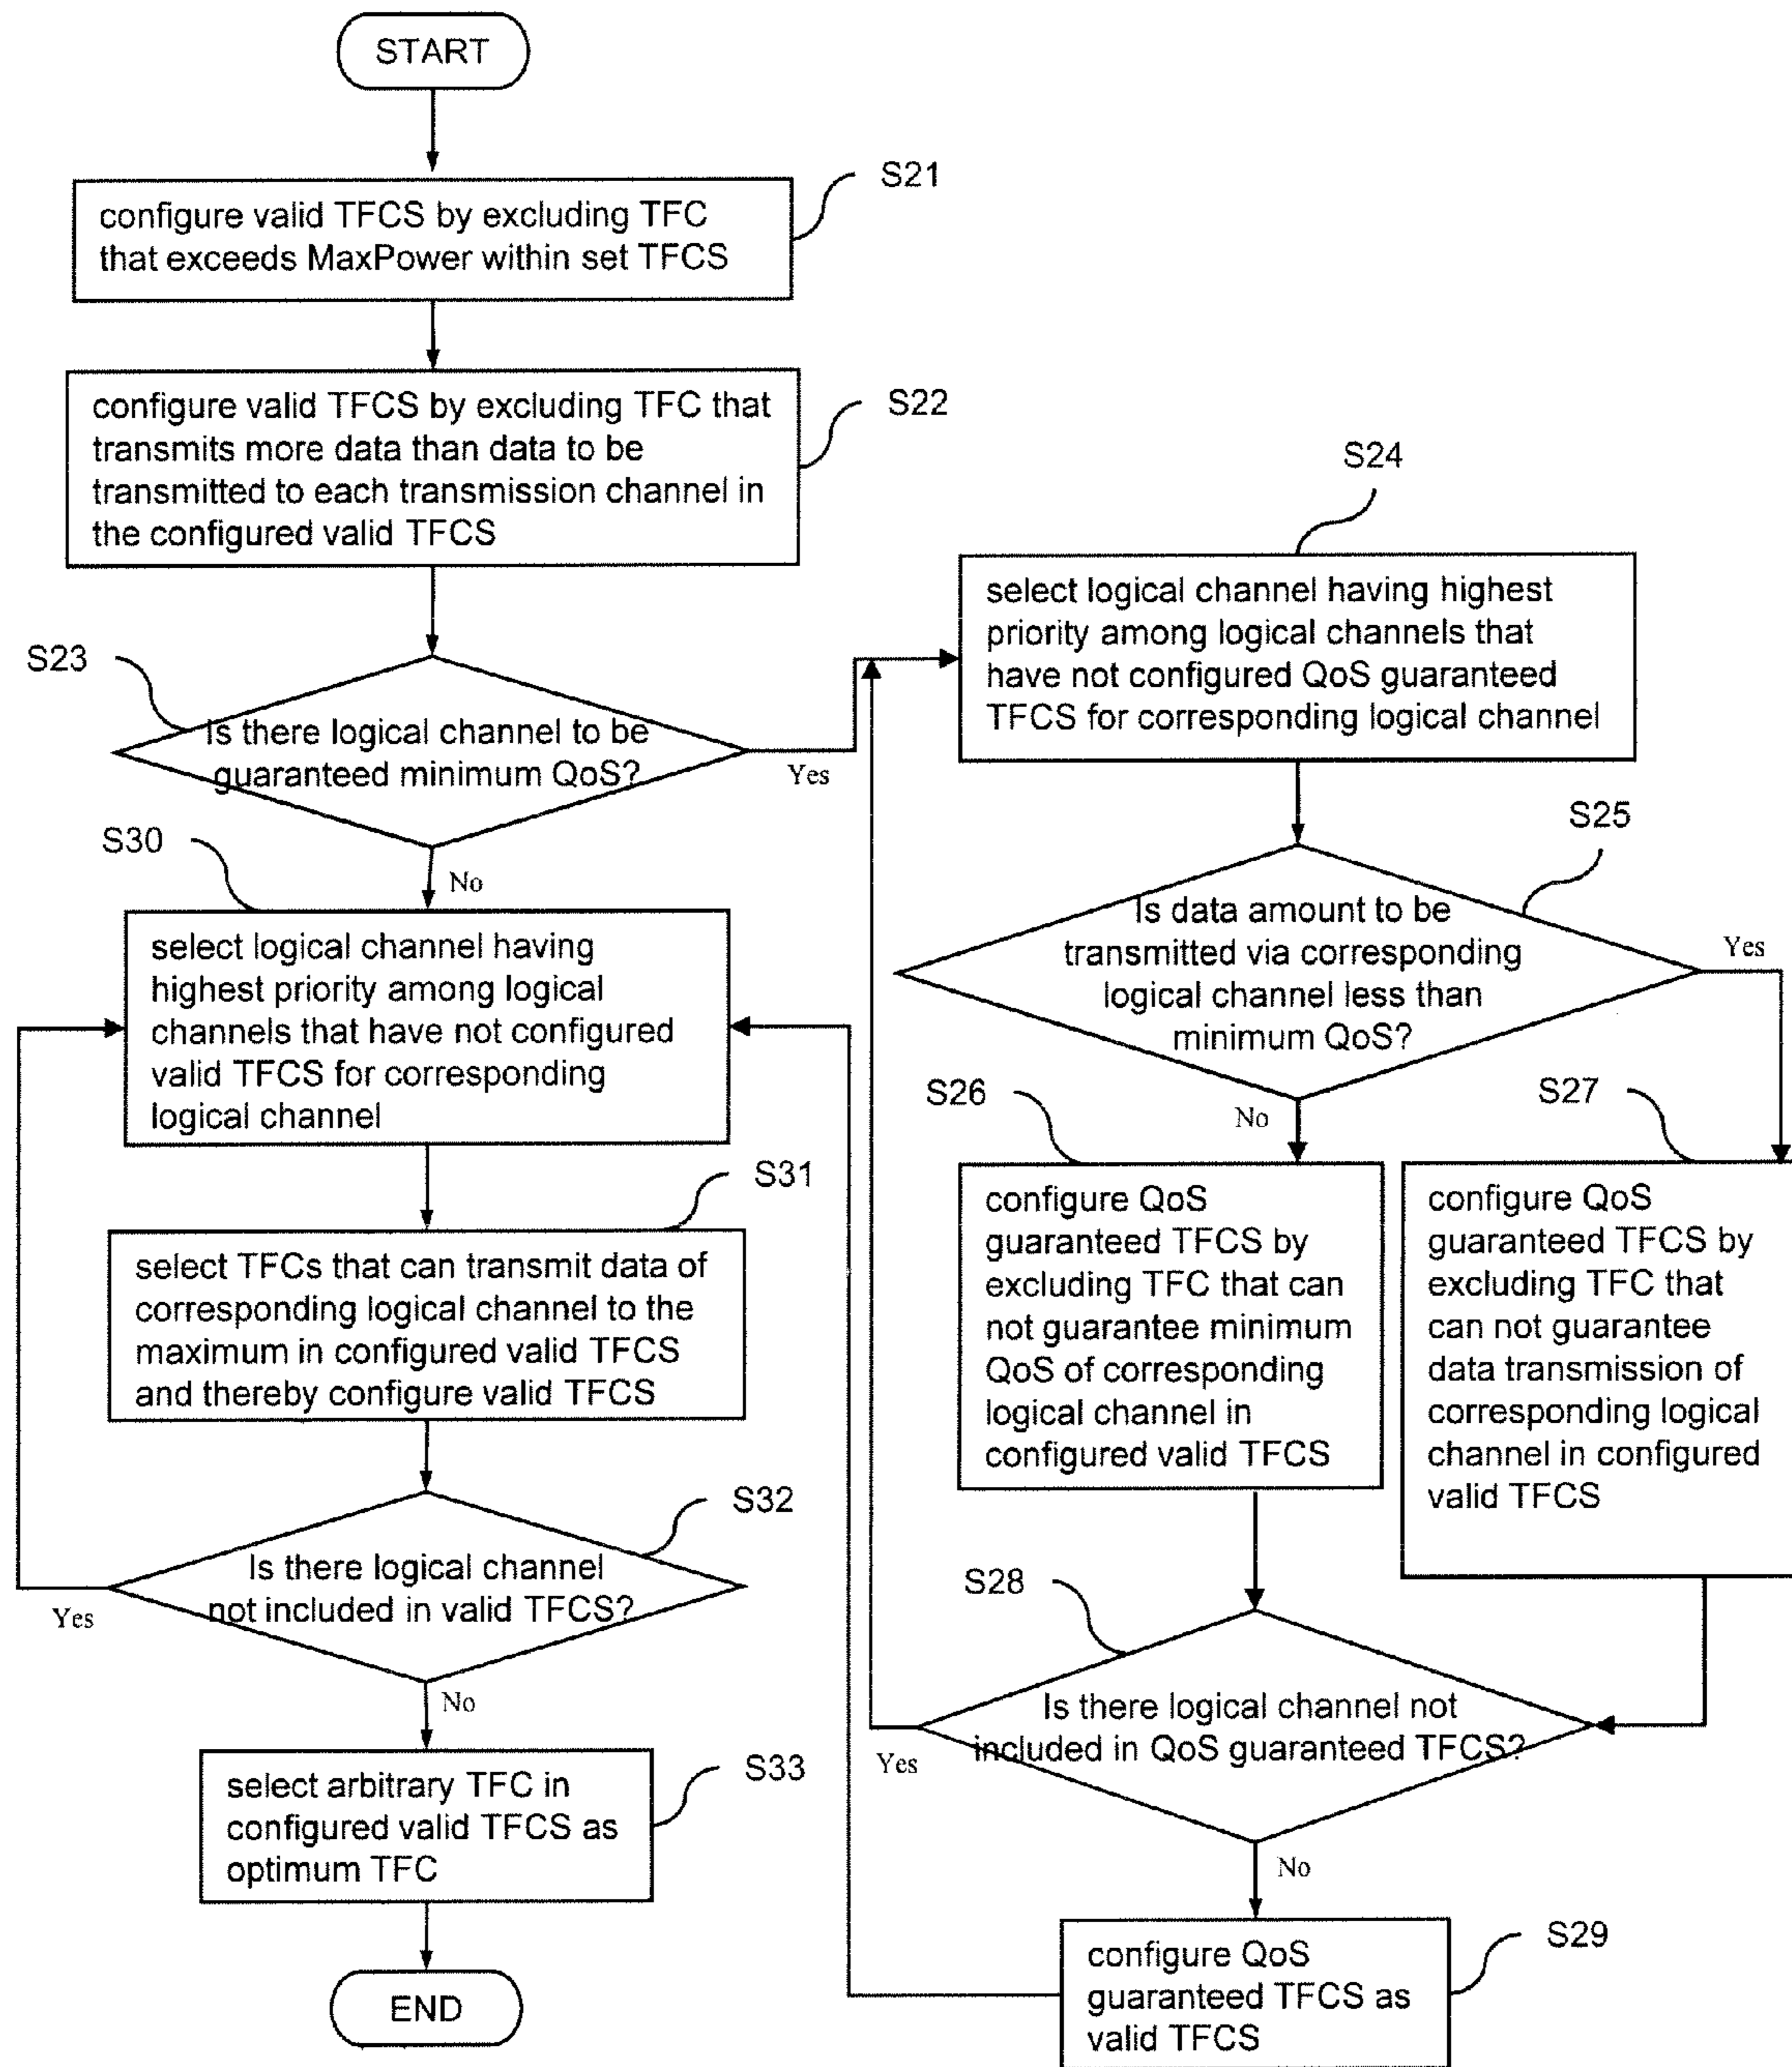 START
S21
configure valid TFCS by excluding TFC
that exceeds MaxPower within set TFCS
S22
configure valid TFCS by excluding TFC that
transmits more data than data to be
transmitted to each transmission channel in
the configured valid TFCS
S23
Is there logical channel to be
guaranteed minimum QoS?
Yes
No
S24
select logical channel having highest
priority among logical channels that
have not configured QoS guaranteed
TFCS for corresponding logical channel
S25
Is data amount to be
transmitted via corresponding
logical channel less than
minimum QoS?
Yes
No
S26
configure QoS
guaranteed TFCS by
excluding TFC that can
not guarantee minimum
QoS of corresponding
logical channel in
configured valid TFCS
S27
configure QoS
guaranteed TFCS by
excluding TFC that
can not guarantee
data transmission of
corresponding logical
channel in configured
valid TFCS
S28
Is there logical channel not
included in QoS guaranteed TFCS?
Yes
No
S29
configure QoS
guaranteed TFCS as
valid TFCS
S30
select logical channel having
highest priority among logical
channels that have not configured
valid TFCS for corresponding
logical channel
S31
select TFCs that can transmit data of
corresponding logical channel to the
maximum in configured valid TFCS
and thereby configure valid TFCS
S32
Is there logical channel
not included in valid TFCS?
Yes
No
S33
select arbitrary TFC in
configured valid TFCS as
optimum TFC
END